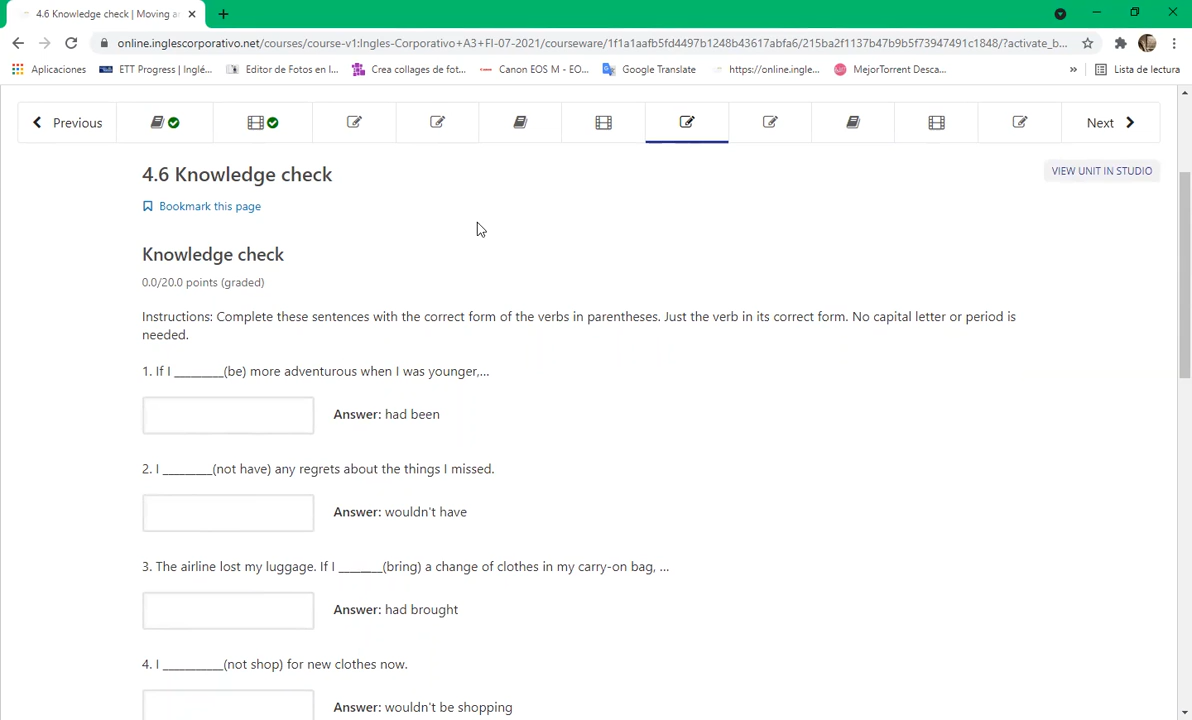 4.6 Knowledge check | Moving a
online.inglescorporativo.net/courses/course-v1:Ingles-Corporativo+A3+FI-07-2021/courseware/1f1a1aafb5fd4497b1248b43617abfa6/215ba2f1137b47b9b5f73947491c1848/?activate_b...
Aplicaciones ETT Progress | Inglé... Editor de Fotos en l... Crea collages de fot... Canon EOS M - EO... Google Translate https://online.ingle... MejorTorrent Desca... » Lista de lectura
Previous
Next
4.6 Knowledge check
VIEW UNIT IN STUDIO
Bookmark this page
Knowledge check
0.0/20.0 points (graded)
Instructions: Complete these sentences with the correct form of the verbs in parentheses. Just the verb in its correct form. No capital letter or period is
needed.
1. If I ________(be) more adventurous when I was younger,...
Answer: had been
2. I ________(not have) any regrets about the things I missed.
Answer: wouldn't have
3. The airline lost my luggage. If I _______(bring) a change of clothes in my carry-on bag, ...
Answer: had brought
4. I __________(not shop) for new clothes now.
Answer: wouldn't be shopping